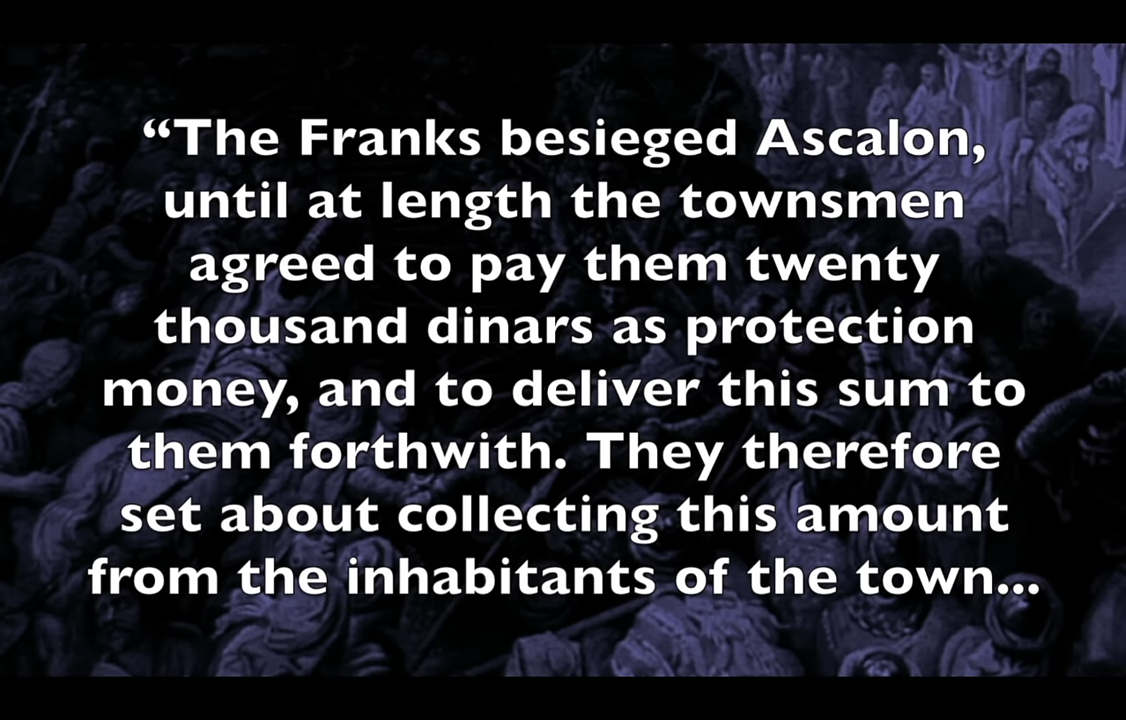 “The Franks besieged Ascalon,
until at length the townsmen
agreed to pay them twenty
thousand dinars as protection
money, and to deliver this sum to
them forthwith. They therefore
set about collecting this amount
from the inhabitants of the town...